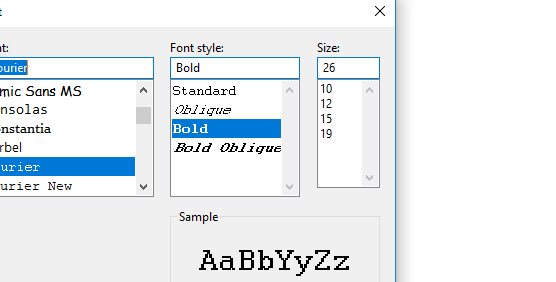 t
nt:
Font style:
Size:
ourier
Bold
26
mic Sans MS
nsolas
nstantia
rbel
urier
urier New
Standard
Oblique
Bold
Bold Oblique
10
12
15
19
Sample
AaBbYyZz